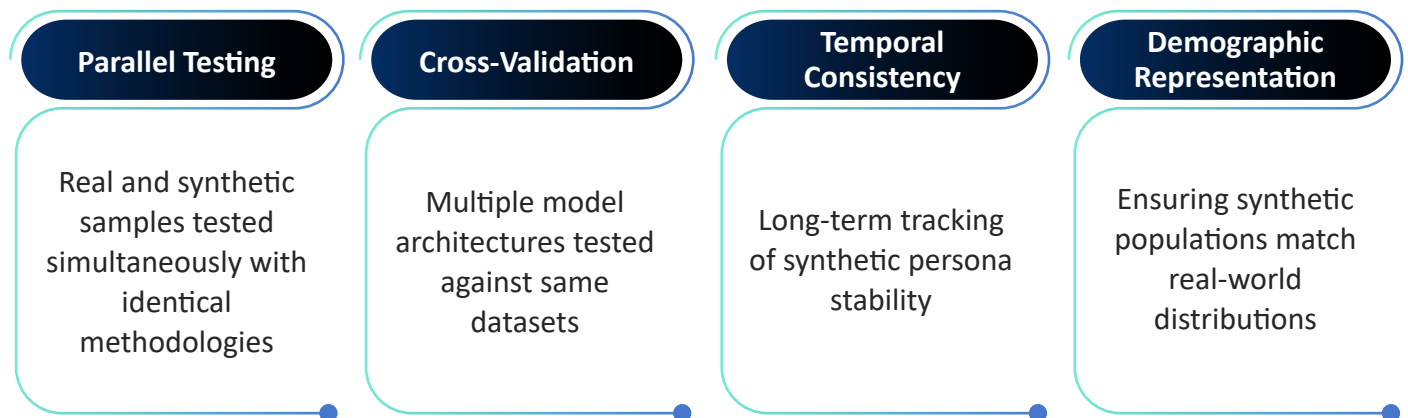 Parallel Testing
Real and synthetic
samples tested
simultaneously with
identical
methodologies
Cross-Validation
Multiple model
architectures tested
against same
datasets
Temporal
Consistency
Long-term tracking
of synthetic persona
stability
Demographic
Representation
Ensuring synthetic
populations match
real-world
distributions